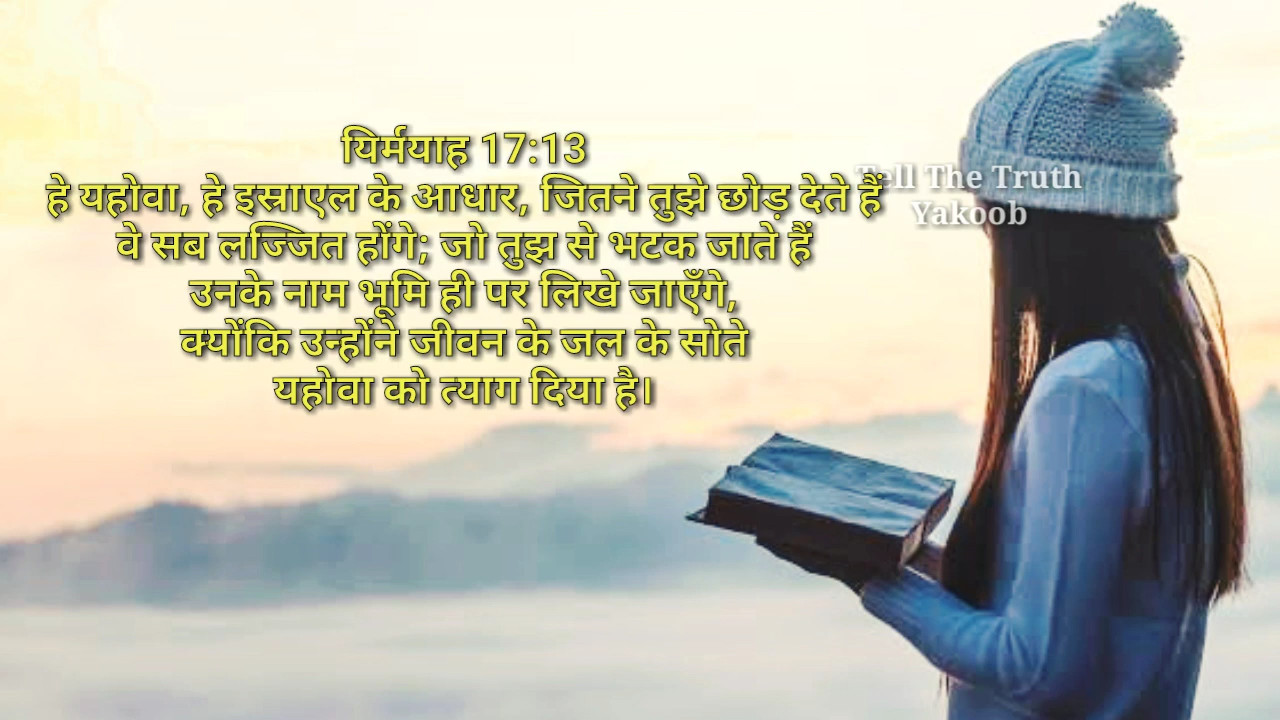 यिर्मयाह 17:13
हे यहोवा, हे इस्राएल के आधार, जितने तुझे छोड़ देते हैं
वे सब लज्जित होंगे; जो तुझ से भटक जाते हैं
उनके नाम भूमि ही पर लिखे जाएँगे,
क्योंकि उन्होंने जीवन के जल के सोते
यहोवा को त्याग दिया है।
Tell The Truth
Yakoob